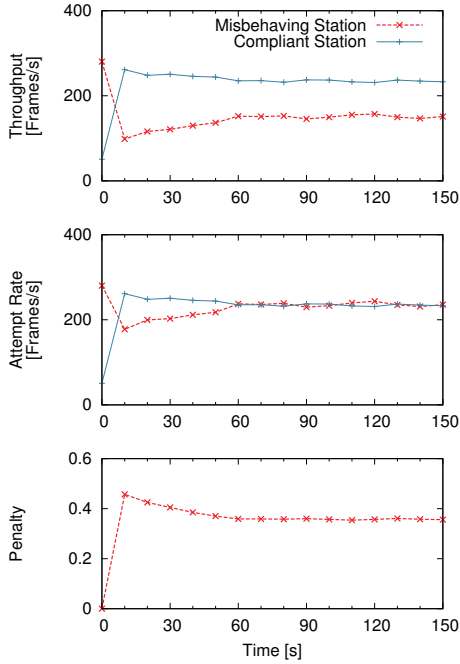 Misbehaving Station
Compliant Station
Throughput
[Frames/s]
400
200
0
0 30 60 90 120 150
Attempt Rate
[Frames/s]
400
200
0
0 30 60 90 120 150
Penalty
0.6
0.4
0.2
0
0 30 60 90 120 150
Time [s]